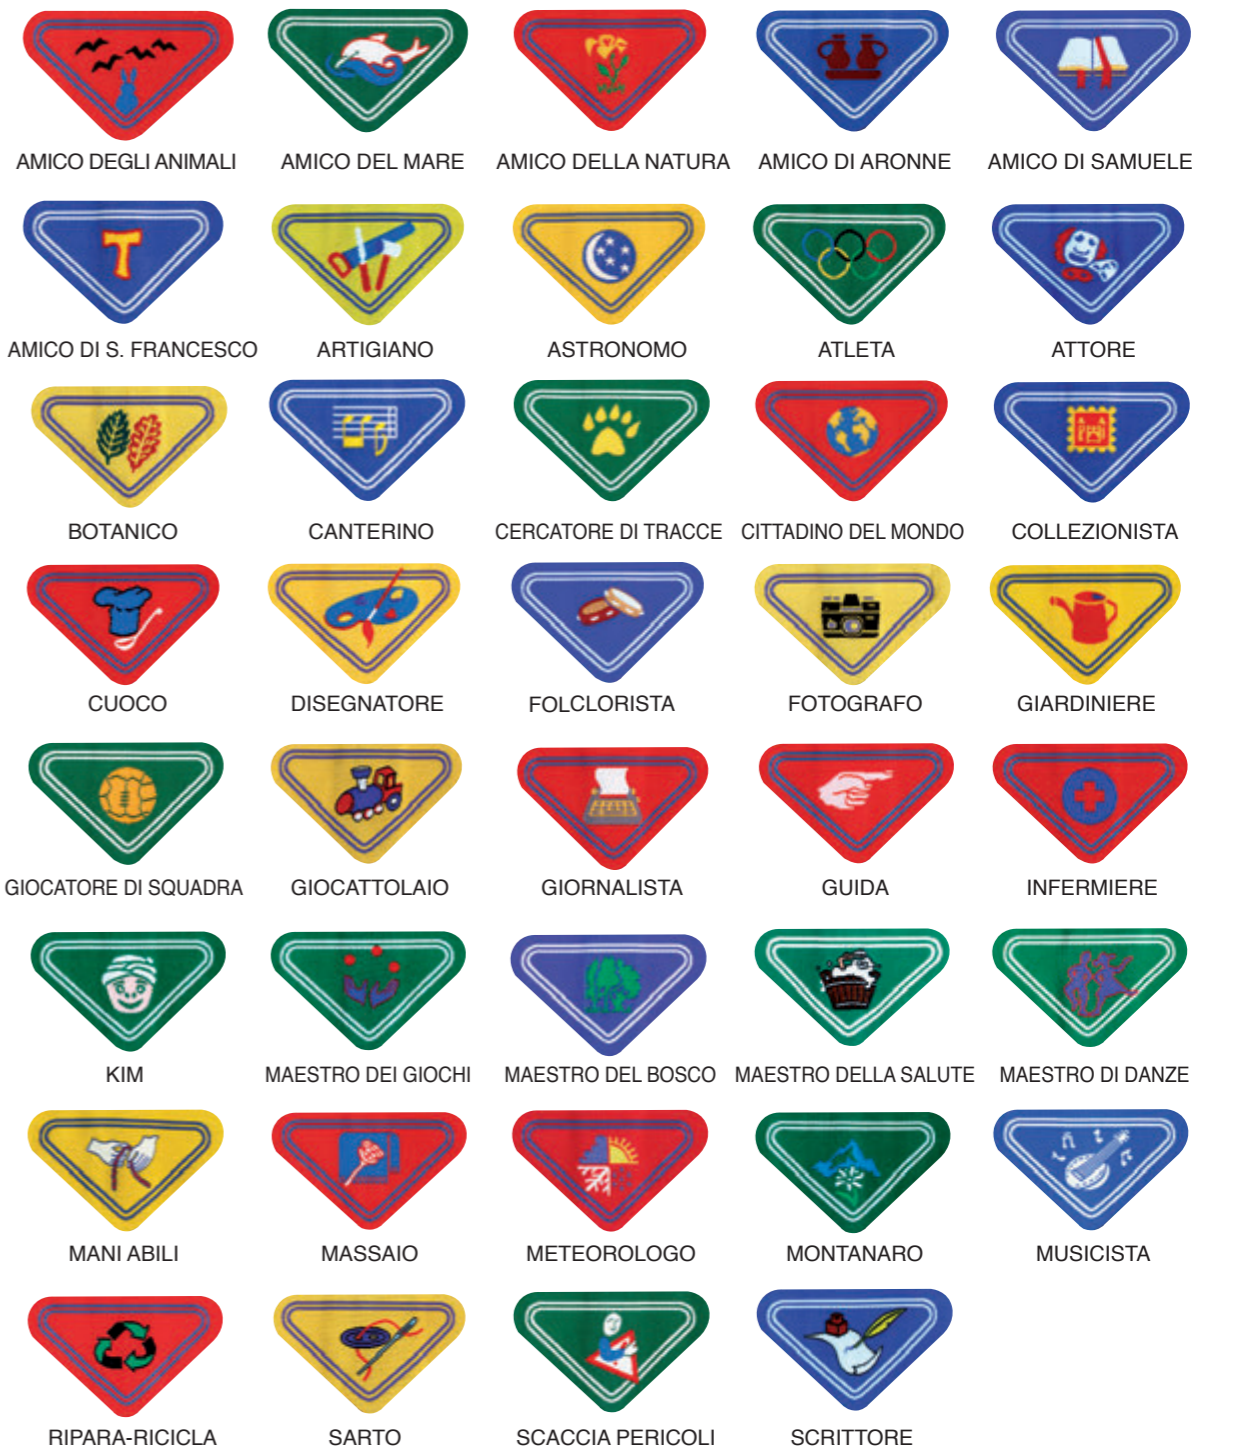 AMICO DEGLI ANIMALI
AMICO DEL MARE
AMICO DELLA NATURA
AMICO DI ARONNE
AMICO DI SAMUELE
T
AMICO DI S. FRANCESCO
ARTIGIANO
ASTRONOMO
ATLETA
ATTORE
BOTANICO
CANTERINO
CERCATORE DI TRACCE
CITTADINO DEL MONDO
COLLEZIONISTA
CUOCO
DISEGNATORE
FOLCLORISTA
FOTOGRAFO
GIARDINIERE
GIOCATORE DI SQUADRA
GIOCATTOLAIO
GIORNALISTA
GUIDA
INFERMIERE
KIM
MAESTRO DEI GIOCHI
MAESTRO DEL BOSCO
MAESTRO DELLA SALUTE
MAESTRO DI DANZE
MANI ABILI
MASSAIO
METEOROLOGO
MONTANARO
MUSICISTA
RIPARA-RICICLA
SARTO
SCACCIA PERICOLI
SCRITTORE